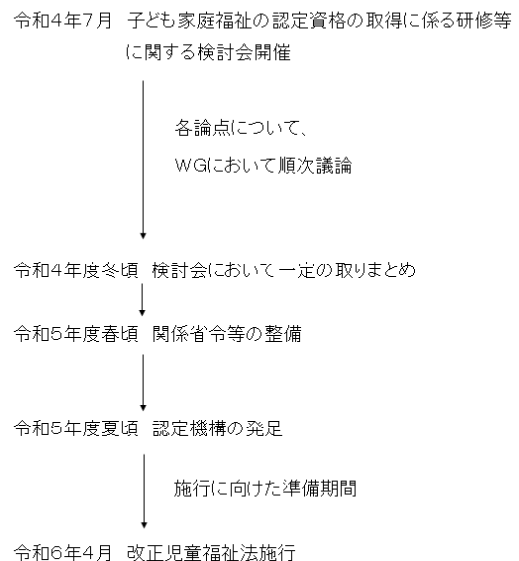 令和４年７月　子ども家庭福祉の認定資格の取得に係る研修等
に関する検討会開催
各論点について、
ＷＧにおいて順次議論
令和４年度冬頃　検討会において一定の取りまとめ
令和５年度春頃　関係省令等の整備
令和５年度夏頃　認定機構の発足
施行に向けた準備期間
令和６年４月　改正児童福祉法施行